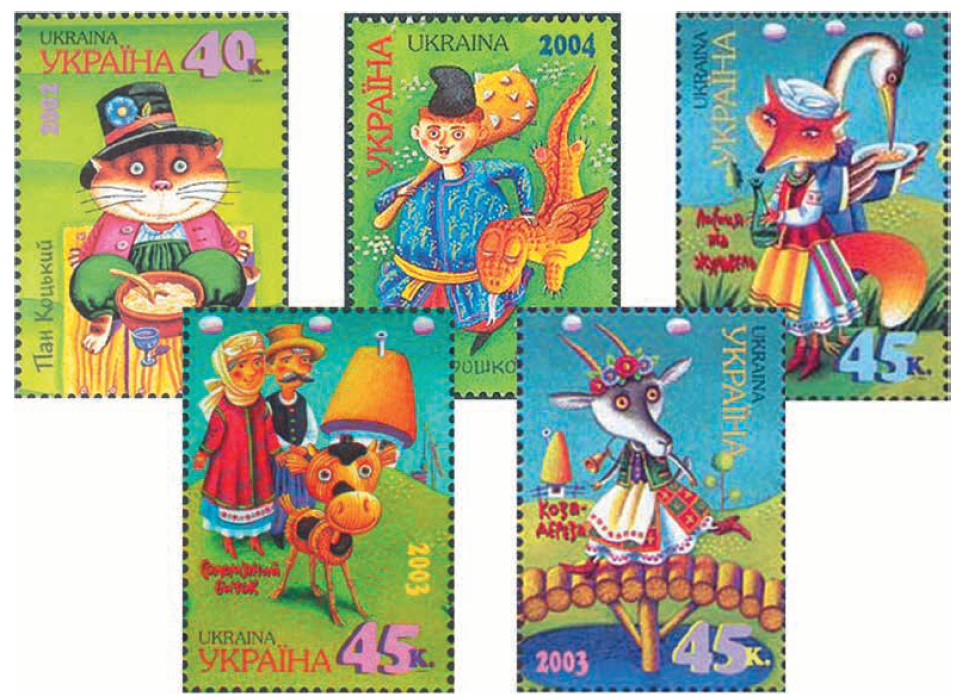 UKRAINA
УКРАЇНА 40к.
2002
Пан Коцький
УКРАЇНА
UKRAINA
2004
ОШКО
UKRAINA
УКРАЇНА
Лисиця
та
журавель
45к.
Солом'яний
бичок
2003
UKRAINA
УКРАЇНА 45к.
УКРАЇНА
UKRAINA
Коза-
Дереза
2003
45к.